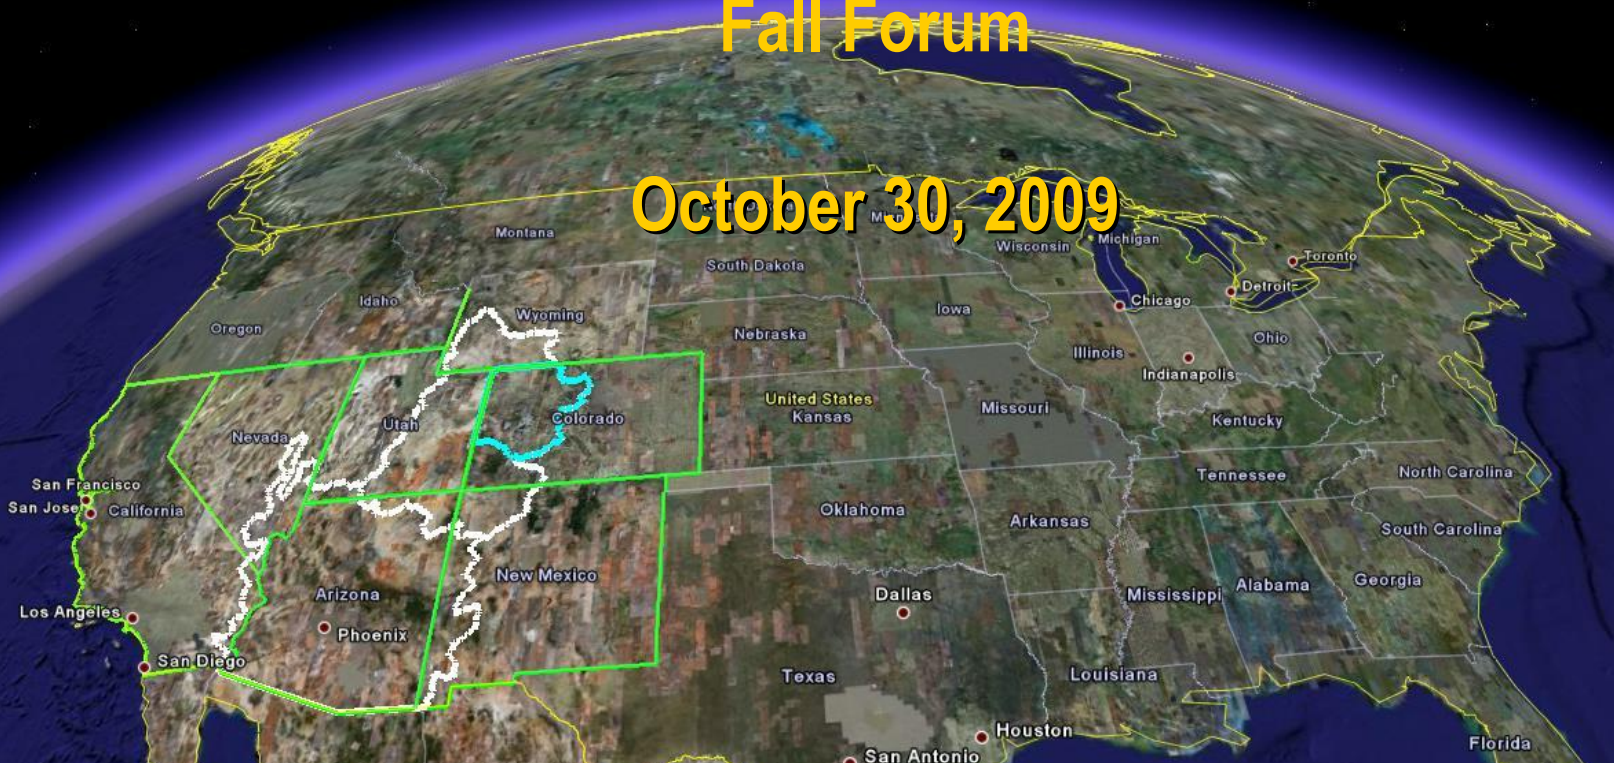 Fall Forum
October 30, 2009
Montana
Minnesota
Wisconsin
Michigan
Toronto
South Dakota
Idaho
Wyoming
Iowa
Chicago
Detroit
Oregon
Nebraska
Illinois
Ohio
Indianapolis
United States
Kansas
Missouri
Kentucky
Nevada
Utah
Colorado
Tennessee
North Carolina
San Francisco
San Jose
California
Oklahoma
Arkansas
South Carolina
New Mexico
Arizona
Dallas
Mississippi
Alabama
Georgia
Los Angeles
Phoenix
San Diego
Texas
Louisiana
Houston
San Antonio
Florida